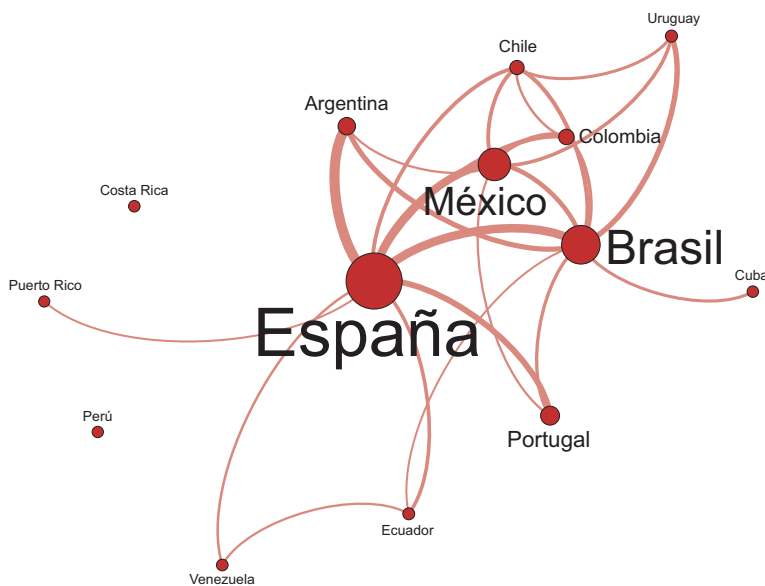 Uruguay
Chile
Argentina
Colombia
Costa Rica
México
Brasil
Cuba
Puerto Rico
España
Perú
Portugal
Ecuador
Venezuela